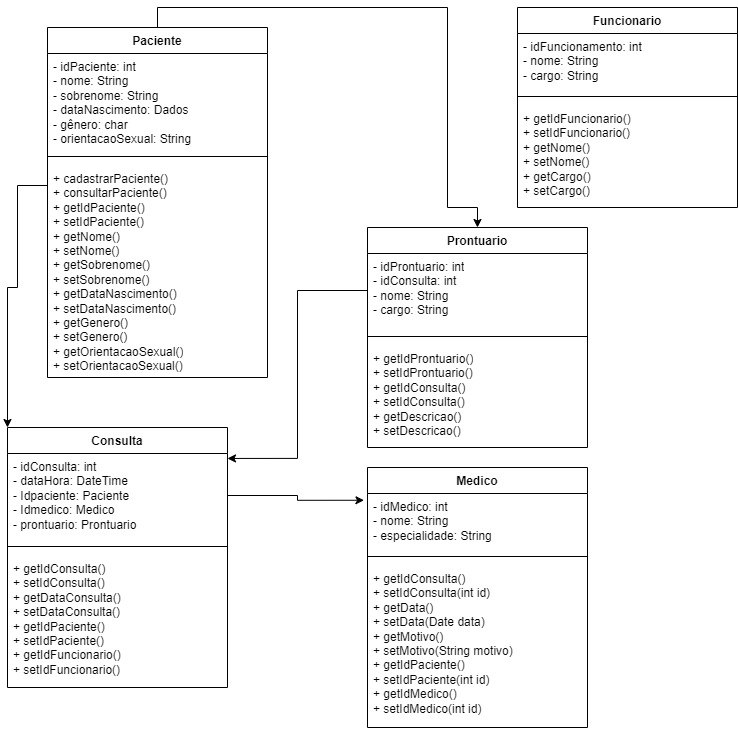 Paciente
- idPaciente: int
- nome: String
- sobrenome: String
- dataNascimento: Dados
- gênero: char
- orientacaoSexual: String
+ cadastrarPaciente()
+ consultarPaciente()
+ getIdPaciente()
+ setIdPaciente()
+ getNome()
+ setNome()
+ getSobrenome()
+ setSobrenome()
+ getDataNascimento()
+ setDataNascimento()
+ getGenero()
+ setGenero()
+ getOrientacaoSexual()
+ setOrientacaoSexual()
Funcionario
- idFuncionamento: int
- nome: String
- cargo: String
+ getIdFuncionario()
+ setIdFuncionario()
+ getNome()
+ setNome()
+ getCargo()
+ setCargo()
Prontuario
- idProntuario: int
- idConsulta: int
- nome: String
- cargo: String
+ getIdProntuario()
+ setIdProntuario()
+ getIdConsulta()
+ setIdConsulta()
+ getDescricao()
+ setDescricao()
Consulta
- idConsulta: int
- dataHora: DateTime
- Idpaciente: Paciente
- Idmedico: Medico
- prontuario: Prontuario
+ getIdConsulta()
+ setIdConsulta()
+ getDataConsulta()
+ setDataConsulta()
+ getIdPaciente()
+ setIdPaciente()
+ getIdFuncionario()
+ setIdFuncionario()
Medico
- idMedico: int
- nome: String
- especialidade: String
+ getIdConsulta()
+ setIdConsulta(int id)
+ getData()
+ setData(Date data)
+ getMotivo()
+ setMotivo(String motivo)
+ getIdPaciente()
+ setIdPaciente(int id)
+ getIdMedico()
+ setIdMedico(int id)